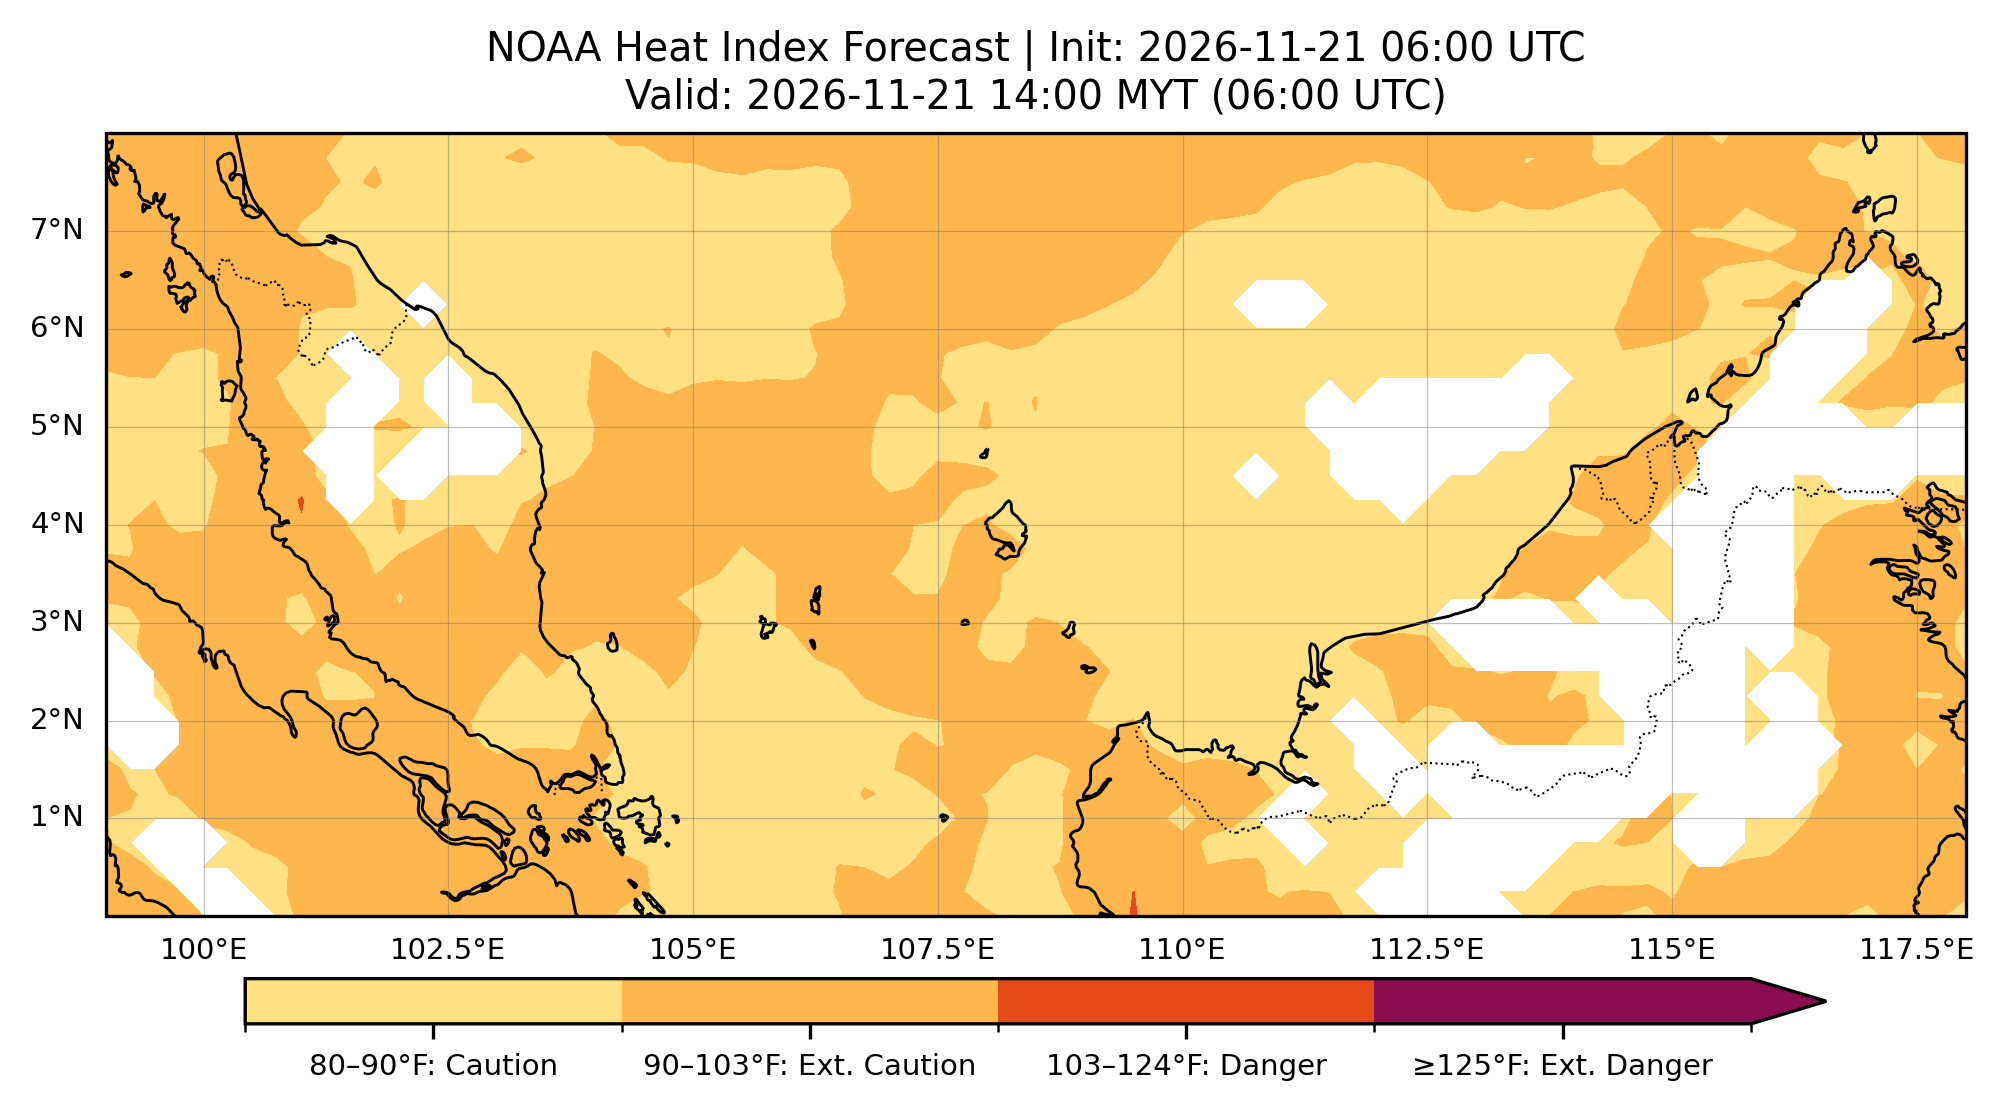 NOAA Heat Index Forecast | Init: 2026-11-21 06:00 UTC
Valid: 2026-11-21 14:00 MYT (06:00 UTC)
7°N
6°N
5°N
4°N
3°N
2°N
1°N
100°E 102.5°E 105°E 107.5°E 110°E 112.5°E 115°E 117.5°E
80–90°F: Caution 90–103°F: Ext. Caution 103–124°F: Danger ≥125°F: Ext. Danger